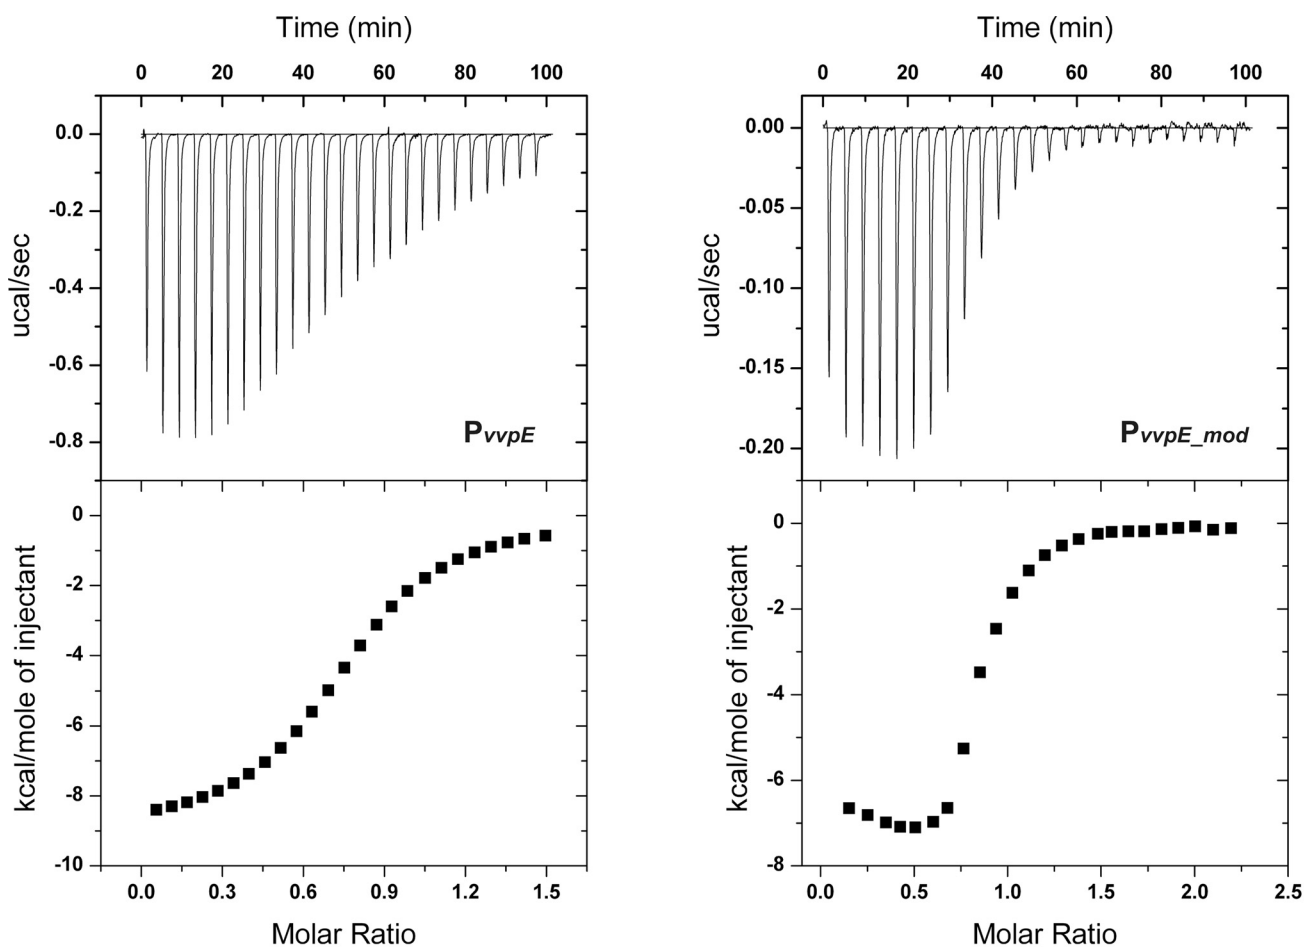 Time (min)
0 20 40 60 80 100
0.0
-0.2
-0.4
-0.6
-0.8
ucal/sec
PvvpE
0
-2
-4
-6
-8
-10
kcal/mole of injectant
0.0 0.3 0.6 0.9 1.2 1.5
Molar Ratio
Time (min)
0 20 40 60 80 100
0.00
-0.05
-0.10
-0.15
-0.20
ucal/sec
PvvpE_mod
0
-2
-4
-6
-8
kcal/mole of injectant
0.0 0.5 1.0 1.5 2.0 2.5
Molar Ratio